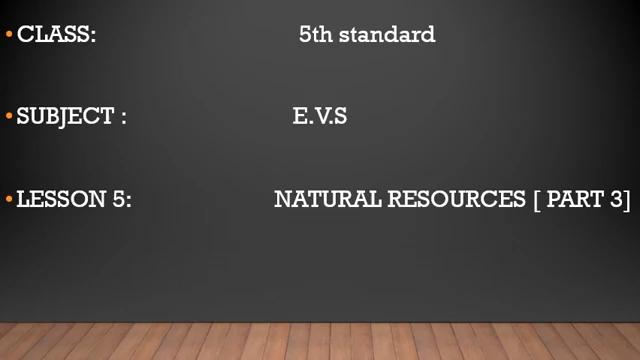 •CLASS: 5th standard
•SUBJECT : E.V.S
•LESSON 5: NATURAL RESOURCES [ PART 3]